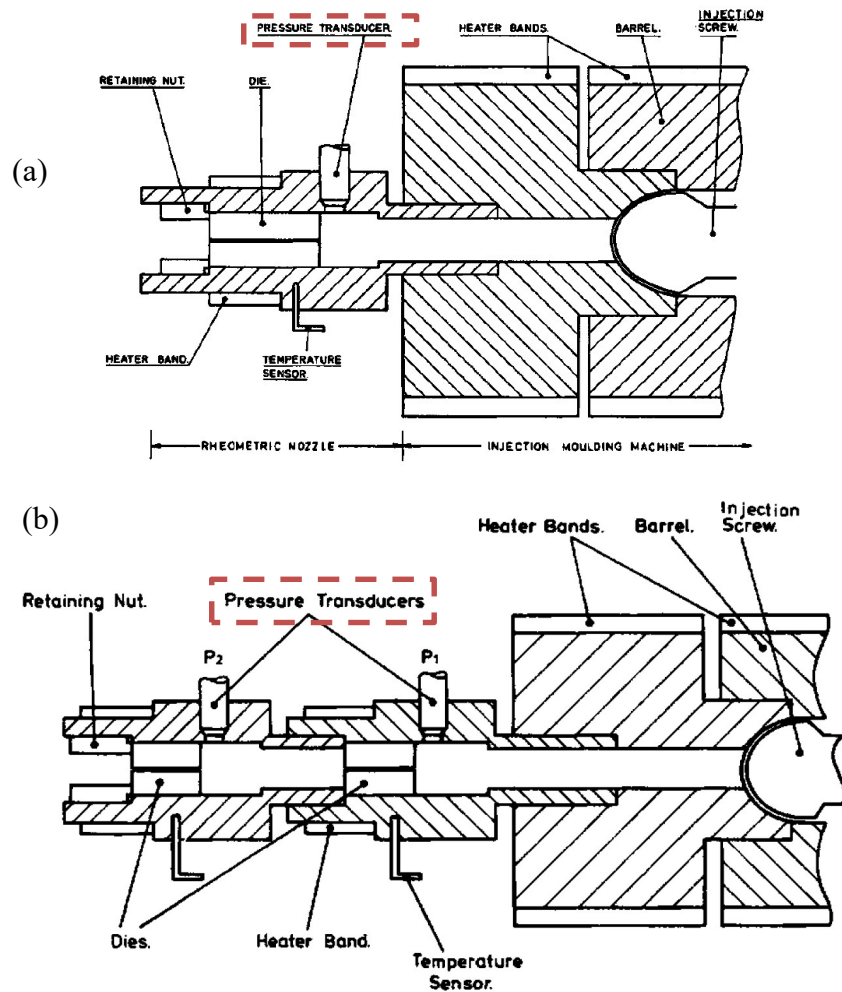 PRESSURE TRANSDUCER.
HEATER BANDS.
BARREL.
INJECTION
SCREW.
RETAINING NUT.
DIE.
(a)
HEATER BAND.
TEMPERATURE
SENSOR.
RHEOMETRIC NOZZLE
INJECTION MOULDING MACHINE
(b)
Heater Bands.
Barrel.
Injection
Screw.
Retaining Nut.
Pressure Transducers
P2
P1
Dies.
Heater Band.
Temperature
Sensor.